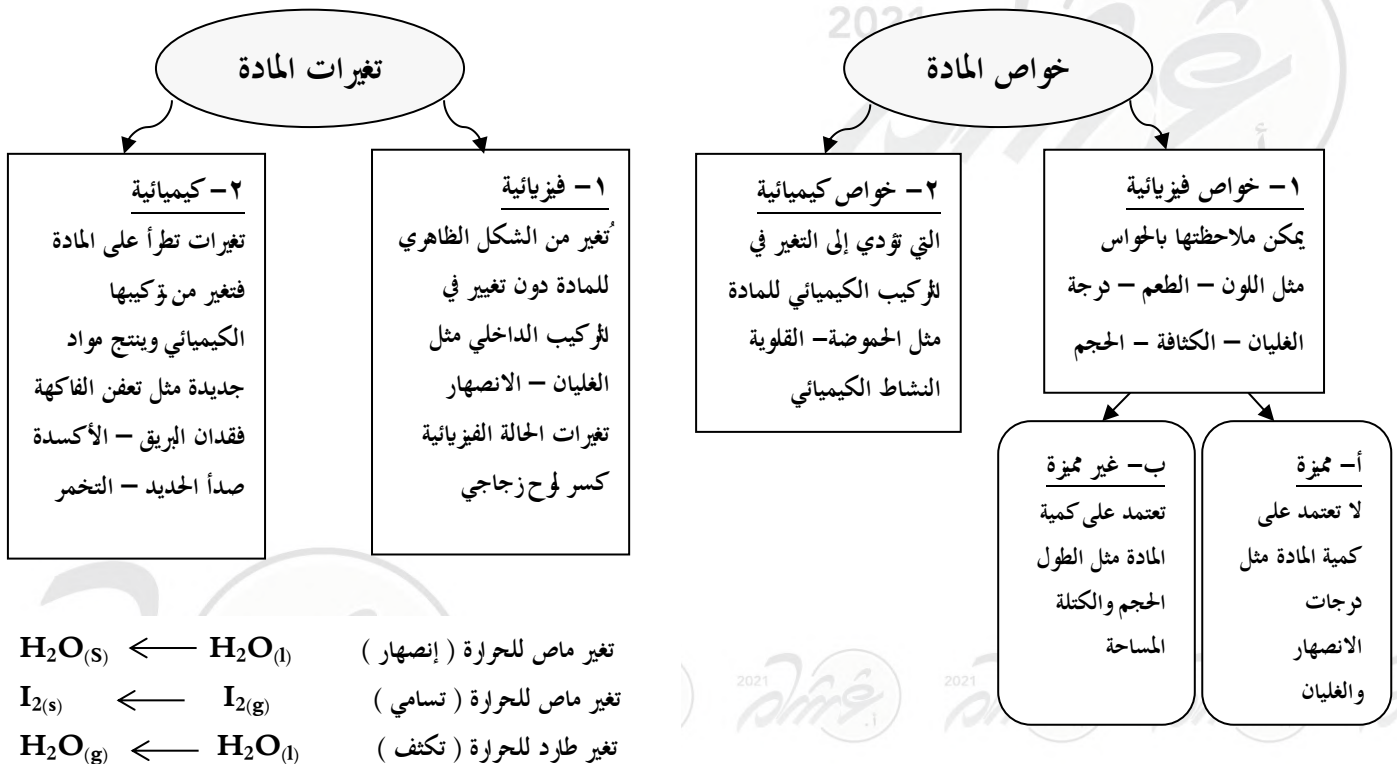 خواص المادة
١– خواص فيزيائية
يمكن ملاحظتها بالحواس
مثل اللون – الطعم – درجة
الغليان – الكثافة – الحجم
أ– مميزة
لا تعتمد على
كمية المادة مثل
درجات
الانصهار
والغليان
ب– غير مميزة
تعتمد على كمية
المادة مثل الطول
الحجم والكتلة
المساحة
٢– خواص كيميائية
التي تؤدي إلى التغير في
التركيب الكيميائي للمادة
مثل الحموضة– القلوية
النشاط الكيميائي
تغيرات المادة
١– فيزيائية
تُغير من الشكل الظاهري
للمادة دون تغيير في
التركيب الداخلي مثل
الغليان – الانصهار
تغيرات الحالة الفيزيائية
كسر لوح زجاجي
٢– كيميائية
تغيرات تطرأ على المادة
فتغير من تركيبها
الكيميائي وينتج مواد
جديدة مثل تعفن الفاكهة
فقدان البريق – الأكسدة
صدأ الحديد – التخمر
تغير ماص للحرارة ( إنصهار ) H₂O(S) ⟵ H₂O(l)
تغير ماص للحرارة ( تسامي ) I₂(s) ⟵ I₂(g)
تغير طارد للحرارة ( تكثف ) H₂O(g) ⟵ H₂O(l)
2021
2021
2021